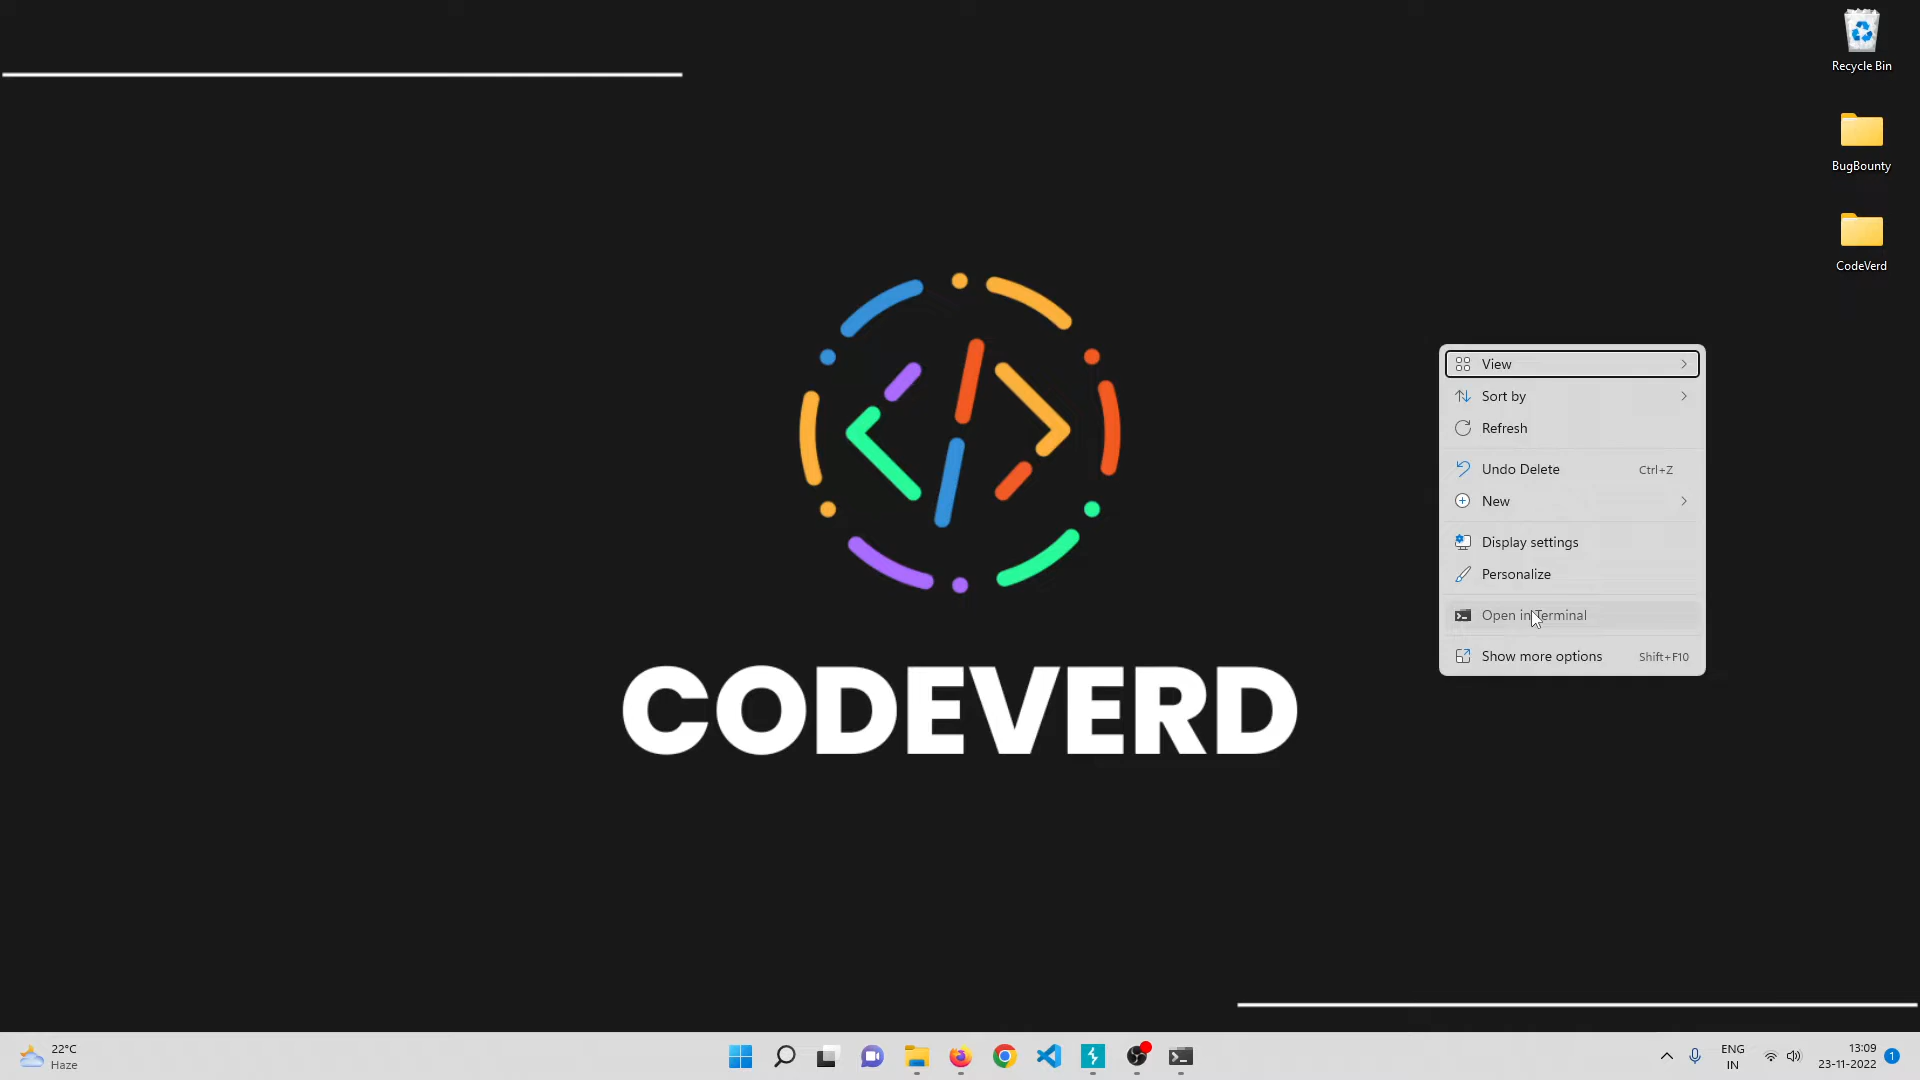 Recycle Bin
BugBounty
CodeVerd
View
Sort by
Refresh
Undo Delete Ctrl+Z
New
Display settings
Personalize
Open in Terminal
Show more options Shift+F10
CODEVERD
22°C
Haze
ENG
IN
13:09
23-11-2022
1